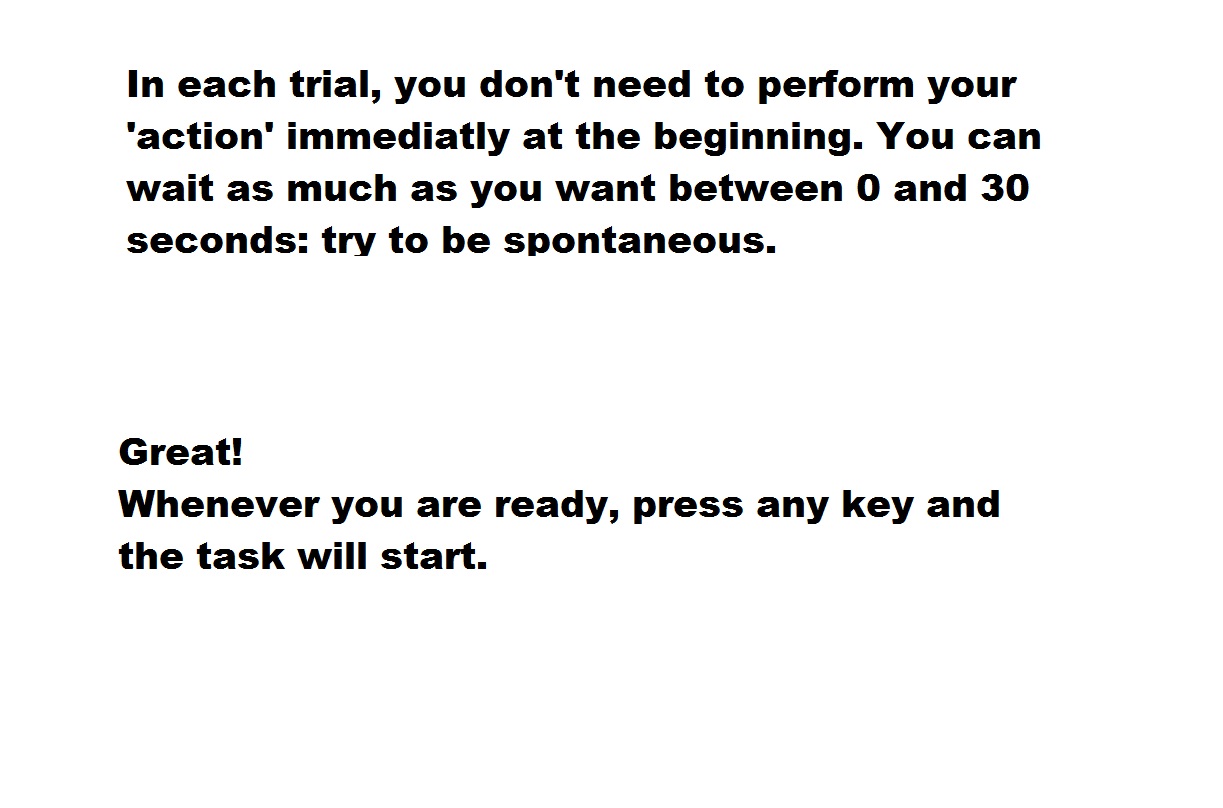 In each trial, you don't need to perform your
'action' immediatly at the beginning. You can
wait as much as you want between 0 and 30
seconds: try to be spontaneous.
Great!
Whenever you are ready, press any key and
the task will start.